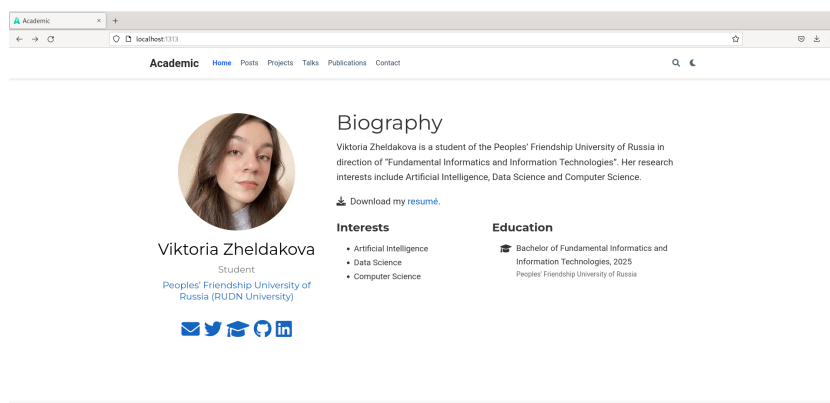 Academic
localhost:1313
Academic Home Posts Projects Talks Publications Contact
Biography
Viktoria Zheldakova is a student of the Peoples' Friendship University of Russia in
direction of "Fundamental Informatics and Information Technologies". Her research
interests include Artificial Intelligence, Data Science and Computer Science.
Download my resumé.
Viktoria Zheldakova
Student
Peoples' Friendship University of
Russia (RUDN University)
Interests
• Artificial Intelligence
• Data Science
• Computer Science
Education
Bachelor of Fundamental Informatics and
Information Technologies, 2025
Peoples' Friendship University of Russia